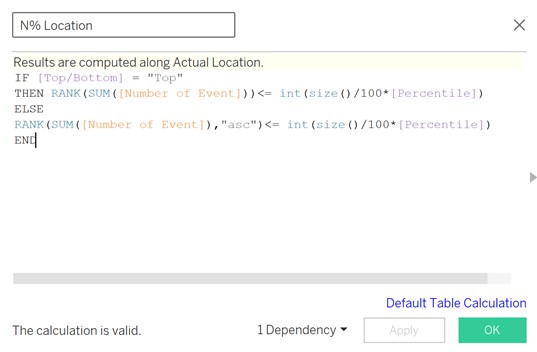 N% Location
Results are computed along Actual Location.
IF [Top/Bottom] = "Top"
THEN RANK(SUM([Number of Event]))<= int(size()/100*[Percentile])
ELSE
RANK(SUM([Number of Event]),"asc")<= int(size()/100*[Percentile])
END
Default Table Calculation
The calculation is valid.
1 Dependency
Apply
OK